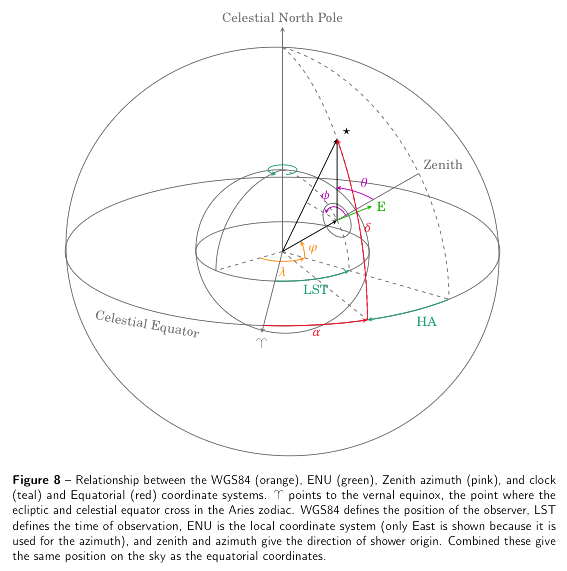 Celestial North Pole
★
Zenith
θ
ϕ
E
δ
φ
λ
LST
Celestial Equator
HA
α
♈
Figure 8 – Relationship between the WGS84 (orange), ENU (green), Zenith azimuth (pink), and clock
(teal) and Equatorial (red) coordinate systems. ♈ points to the vernal equinox, the point where the
ecliptic and celestial equator cross in the Aries zodiac. WGS84 defines the position of the observer, LST
defines the time of observation, ENU is the local coordinate system (only East is shown because it is
used for the azimuth), and zenith and azimuth give the direction of shower origin. Combined these give
the same position on the sky as the equatorial coordinates.